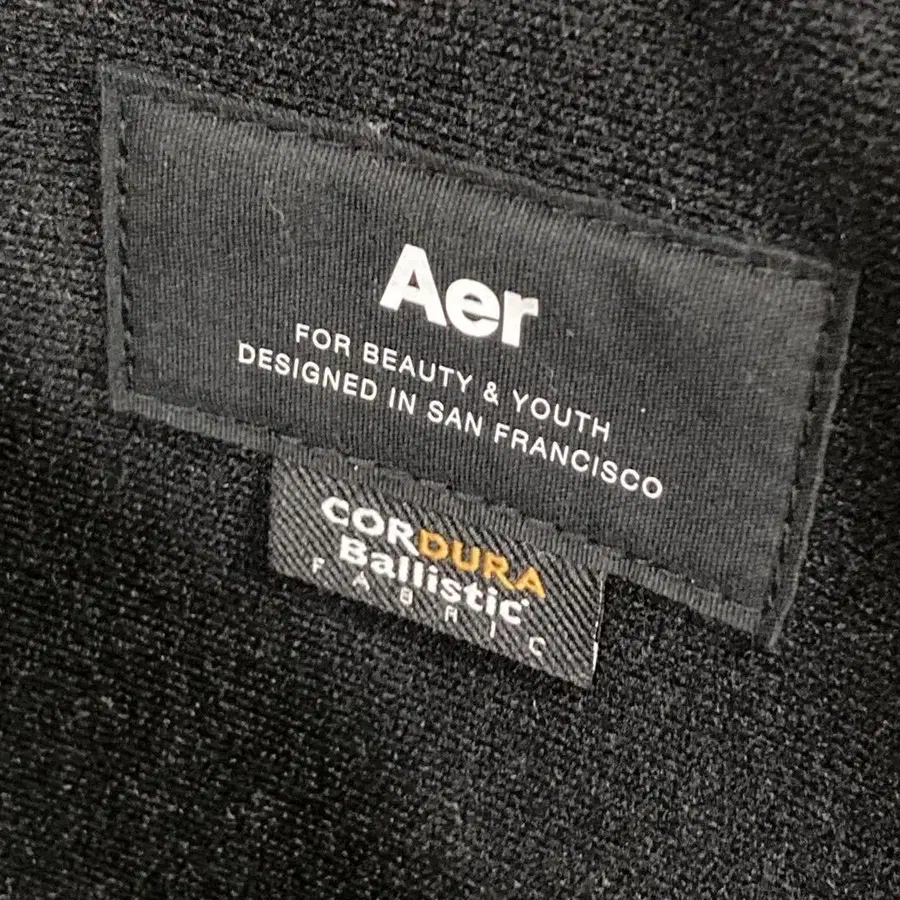 Aer
FOR BEAUTY & YOUTH
DESIGNED IN SAN FRANCISCO
CORDURA
Ballistic®
FABRIC